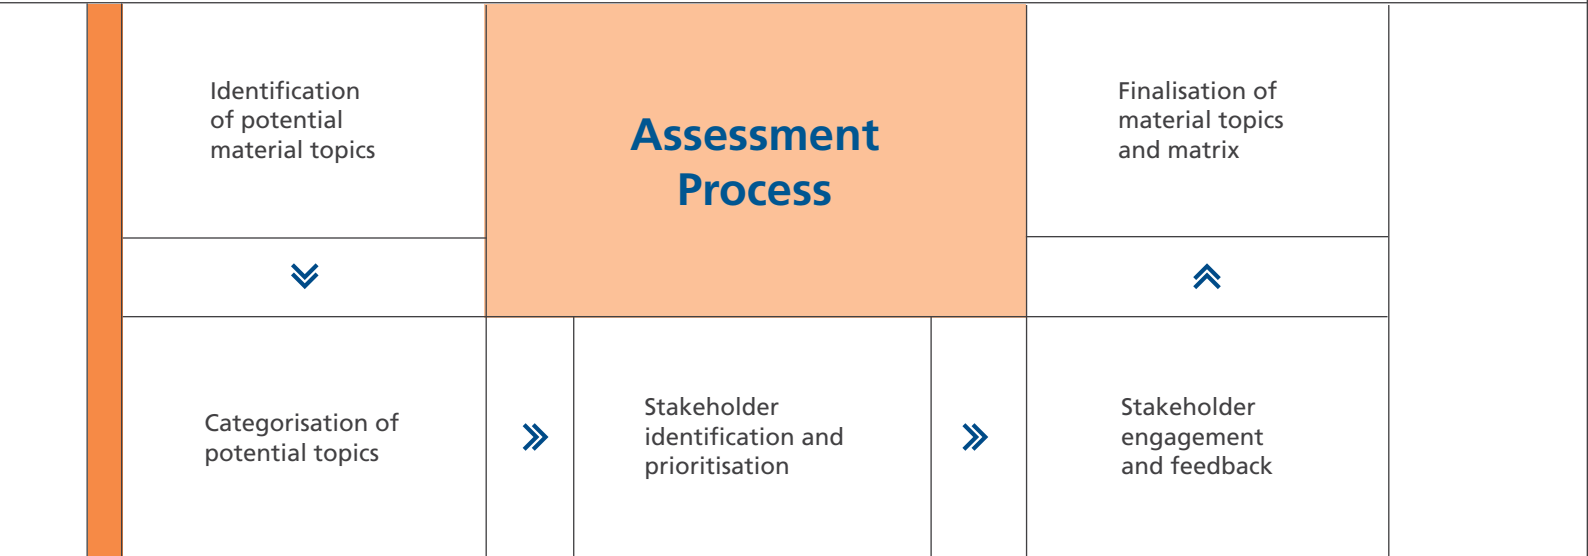 Identification
of potential
material topics
Assessment
Process
Finalisation of
material topics
and matrix
Categorisation of
potential topics
Stakeholder
identification and
prioritisation
Stakeholder
engagement
and feedback